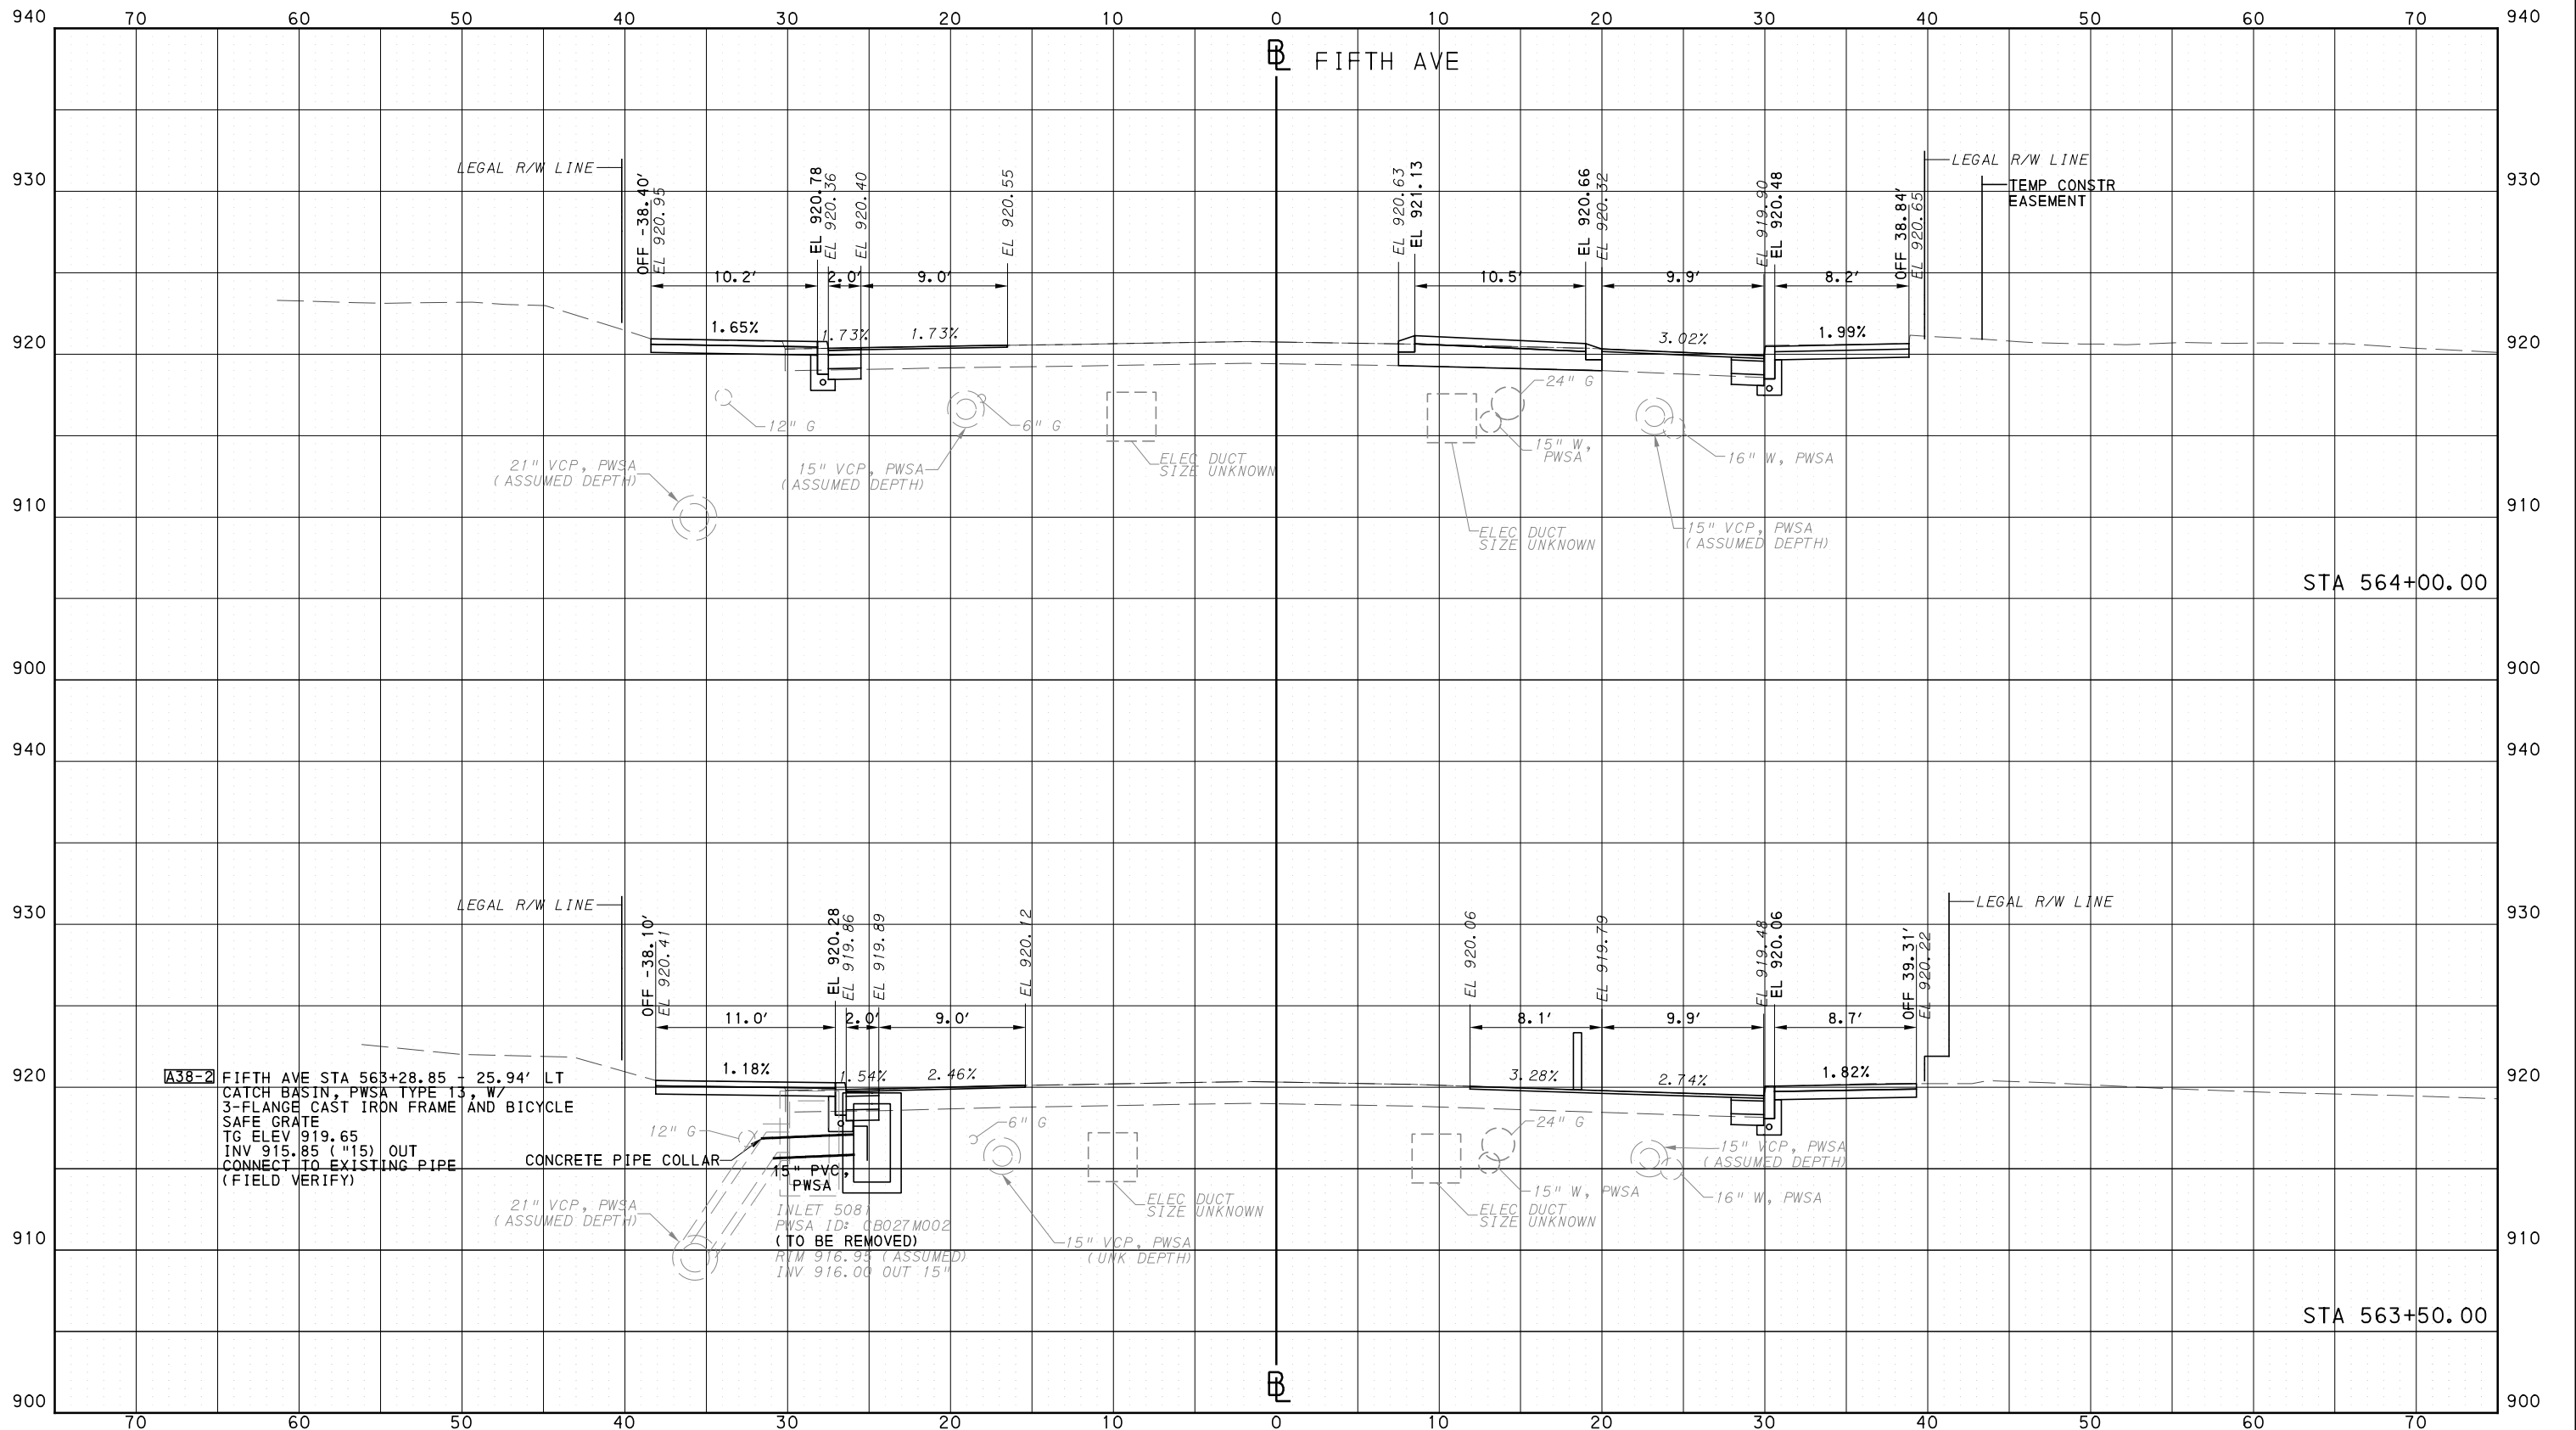 940 70 60 50 40 30 20 10 0 10 20 30 40 50 60 70 940
BL FIFTH AVE
LEGAL R/W LINE
OFF -38.40'
EL 920.95
EL 920.78
EL 920.36
EL 920.40
EL 920.55
EL 920.63
EL 921.13
EL 920.66
EL 920.32
EL 919.90
EL 920.48
OFF 38.84'
EL 920.65
LEGAL R/W LINE
TEMP CONSTR
EASEMENT
930 930
10.2' 2.0' 9.0' 10.5' 9.9' 8.2'
1.65% 1.73% 1.73% 3.02% 1.99%
920 920
12" G
6" G
24" G
15" W,
PWSA
16" W, PWSA
21" VCP, PWSA
(ASSUMED DEPTH)
15" VCP, PWSA
(ASSUMED DEPTH)
ELEC DUCT
SIZE UNKNOWN
ELEC DUCT
SIZE UNKNOWN
15" VCP, PWSA
(ASSUMED DEPTH)
910 910
STA 564+00.00
900 900
940 940
LEGAL R/W LINE
OFF -38.10'
EL 920.41
EL 920.28
EL 919.86
EL 919.89
EL 920.12
EL 920.06
EL 919.79
EL 919.48
EL 920.06
OFF 39.31'
EL 920.22
LEGAL R/W LINE
930 930
11.0' 2.0' 9.0' 8.1' 9.9' 8.7'
1.18% 1.54% 2.46% 3.28% 2.74% 1.82%
920 920
A38-2 FIFTH AVE STA 563+28.85 - 25.94' LT
CATCH BASIN, PWSA TYPE 13, W/
3-FLANGE CAST IRON FRAME AND BICYCLE
SAFE GRATE
TG ELEV 919.65
INV 915.85 ("15) OUT
CONNECT TO EXISTING PIPE
(FIELD VERIFY)
12" G
CONCRETE PIPE COLLAR
15" PVC,
PWSA
21" VCP, PWSA
(ASSUMED DEPTH)
INLET 5081
PWSA ID: CB027M002
(TO BE REMOVED)
RIM 916.95 (ASSUMED)
INV 916.00 OUT 15"
6" G
15" VCP, PWSA
(UNK DEPTH)
ELEC DUCT
SIZE UNKNOWN
24" G
15" W, PWSA
ELEC DUCT
SIZE UNKNOWN
15" VCP, PWSA
(ASSUMED DEPTH)
16" W, PWSA
910 910
STA 563+50.00
BL
900 70 60 50 40 30 20 10 0 10 20 30 40 50 60 70 900